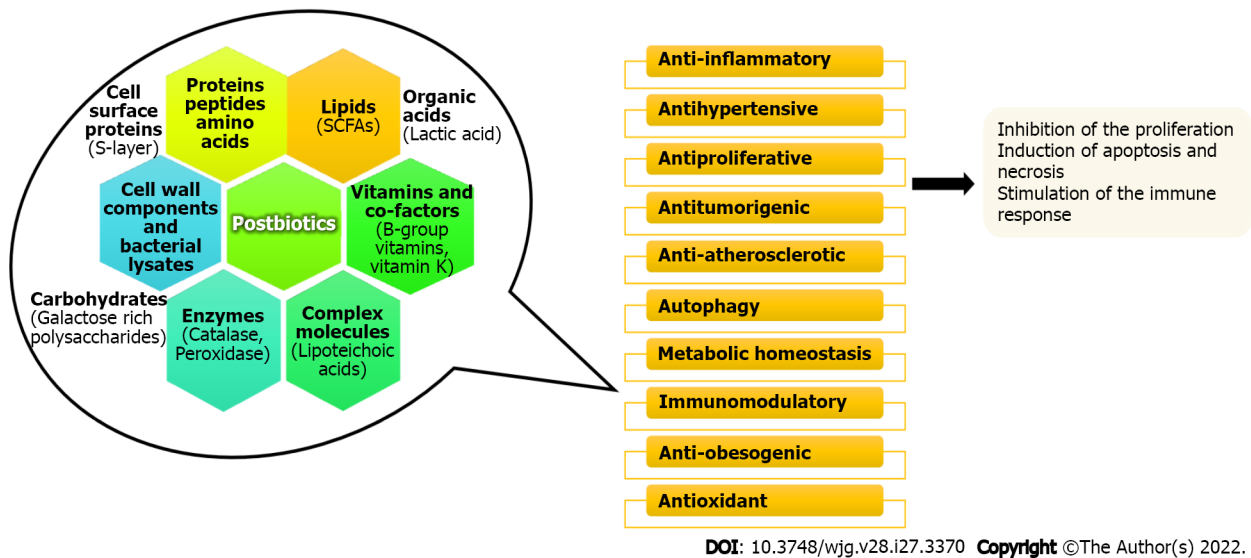 Cell
surface
proteins
(S-layer)
Proteins
peptides
amino
acids
Lipids
(SCFAs)
Organic
acids
(Lactic acid)
Cell wall
components
and
bacterial
lysates
Postbiotics
Vitamins and
co-factors
(B-group
vitamins,
vitamin K)
Carbohydrates
(Galactose rich
polysaccharides)
Enzymes
(Catalase,
Peroxidase)
Complex
molecules
(Lipoteichoic
acids)
Anti-inflammatory
Antihypertensive
Antiproliferative
Antitumorigenic
Anti-atherosclerotic
Autophagy
Metabolic homeostasis
Immunomodulatory
Anti-obesogenic
Antioxidant
Inhibition of the proliferation
Induction of apoptosis and
necrosis
Stimulation of the immune
response
DOI: 10.3748/wjg.v28.i27.3370 Copyright ©The Author(s) 2022.